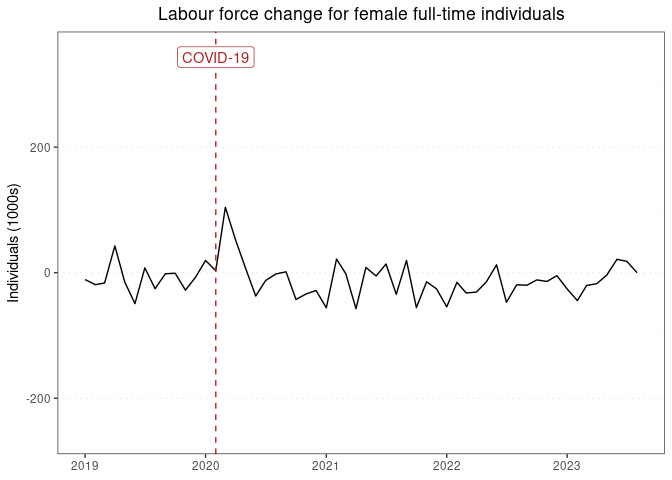 Labour force change for female full-time individuals
COVID-19
Individuals (1000s)
200
0
-200
2019 2020 2021 2022 2023